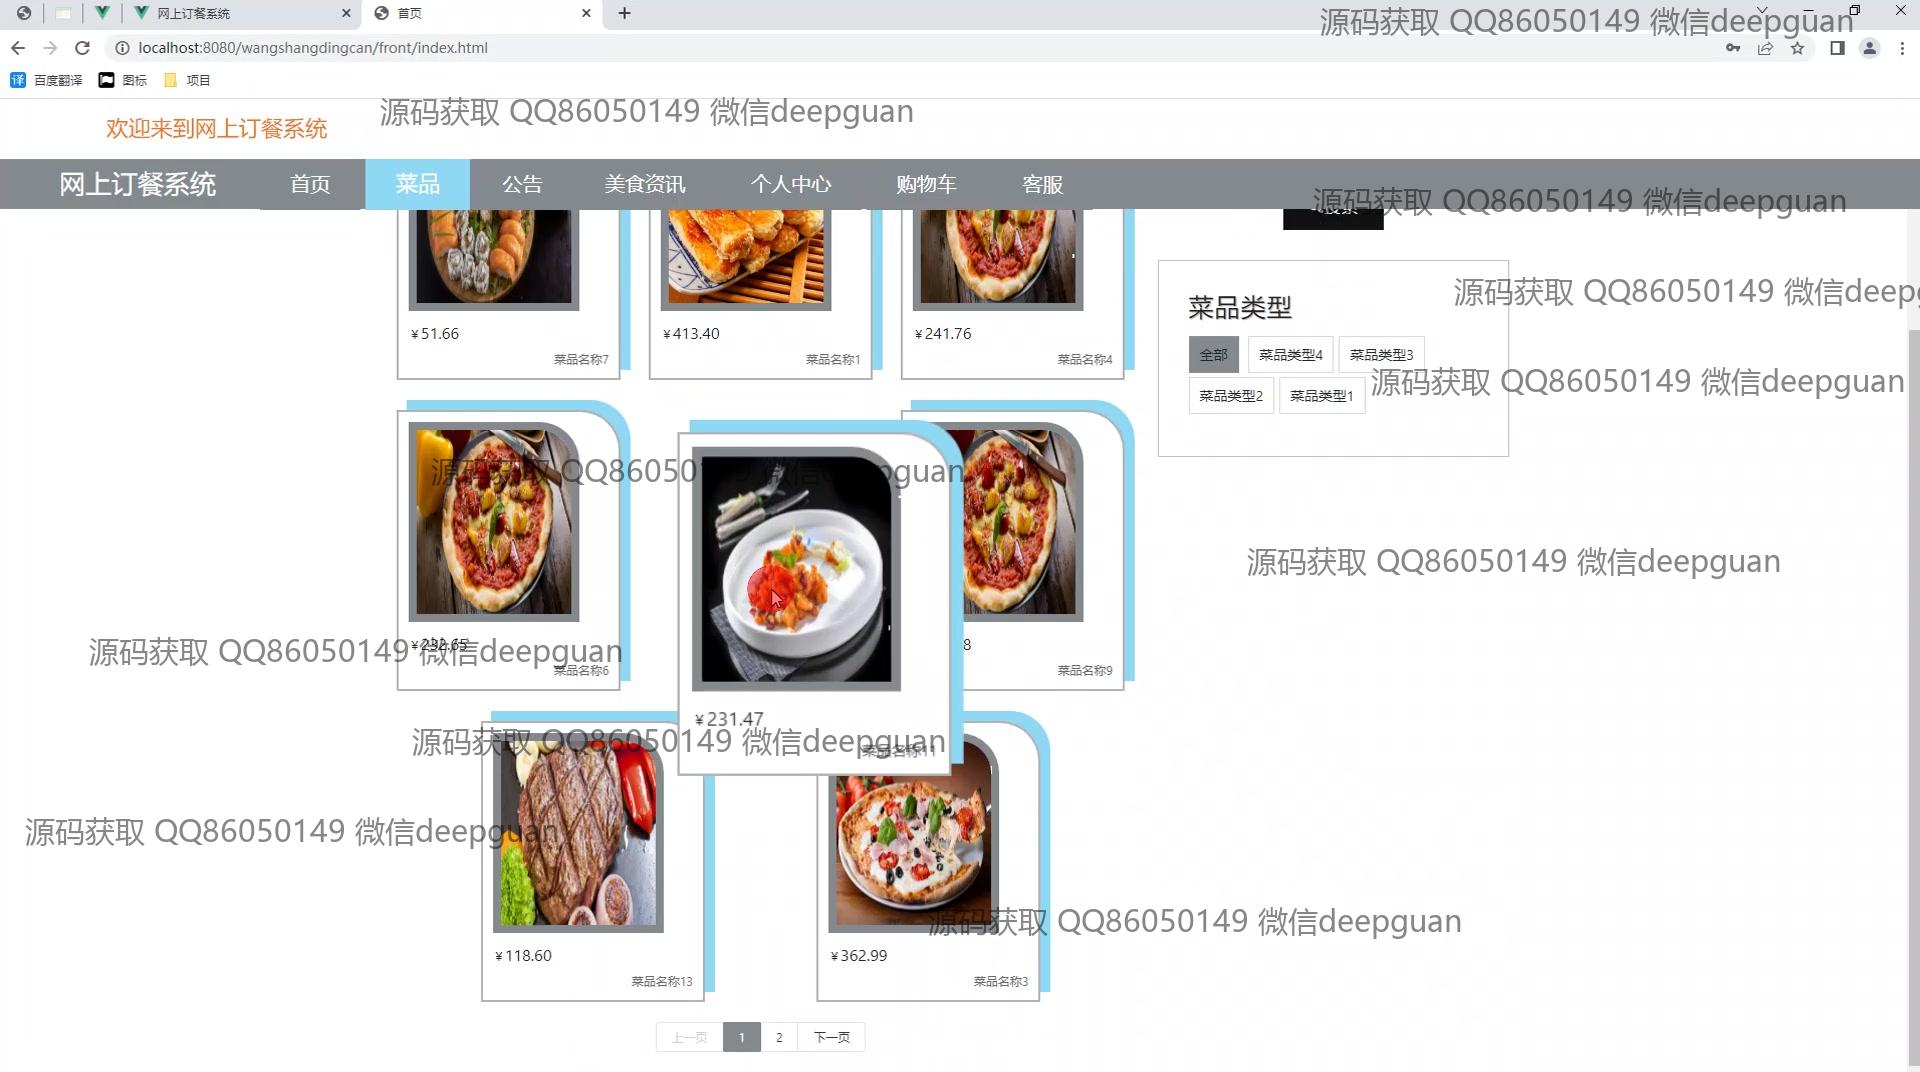 网上订餐系统
首页
localhost:8080/wangshangdingcan/front/index.html
百度翻译
图标
项目
源码获取 QQ86050149 微信deepguan
欢迎来到网上订餐系统
源码获取 QQ86050149 微信deepguan
网上订餐系统
首页
菜品
公告
美食资讯
个人中心
购物车
客服
源码获取 QQ86050149 微信deepguan
¥51.66
菜品名称7
¥413.40
菜品名称1
¥241.76
菜品名称4
菜品类型
全部
菜品类型4
菜品类型3
菜品类型2
菜品类型1
源码获取 QQ86050149 微信deep
源码获取 QQ86050149 微信deepguan
源码获取 QQ86050149 微信deepguan
源码获取 QQ86050149 微信deepguan
¥232.65
菜品名称6
¥231.47
菜品名称11
8
菜品名称9
源码获取 QQ86050149 微信deepguan
源码获取 QQ86050149 微信deepguan
源码获取 QQ86050149 微信deepguan
源码获取 QQ86050149 微信deepguan
¥118.60
菜品名称13
¥362.99
菜品名称3
上一页
1
2
下一页